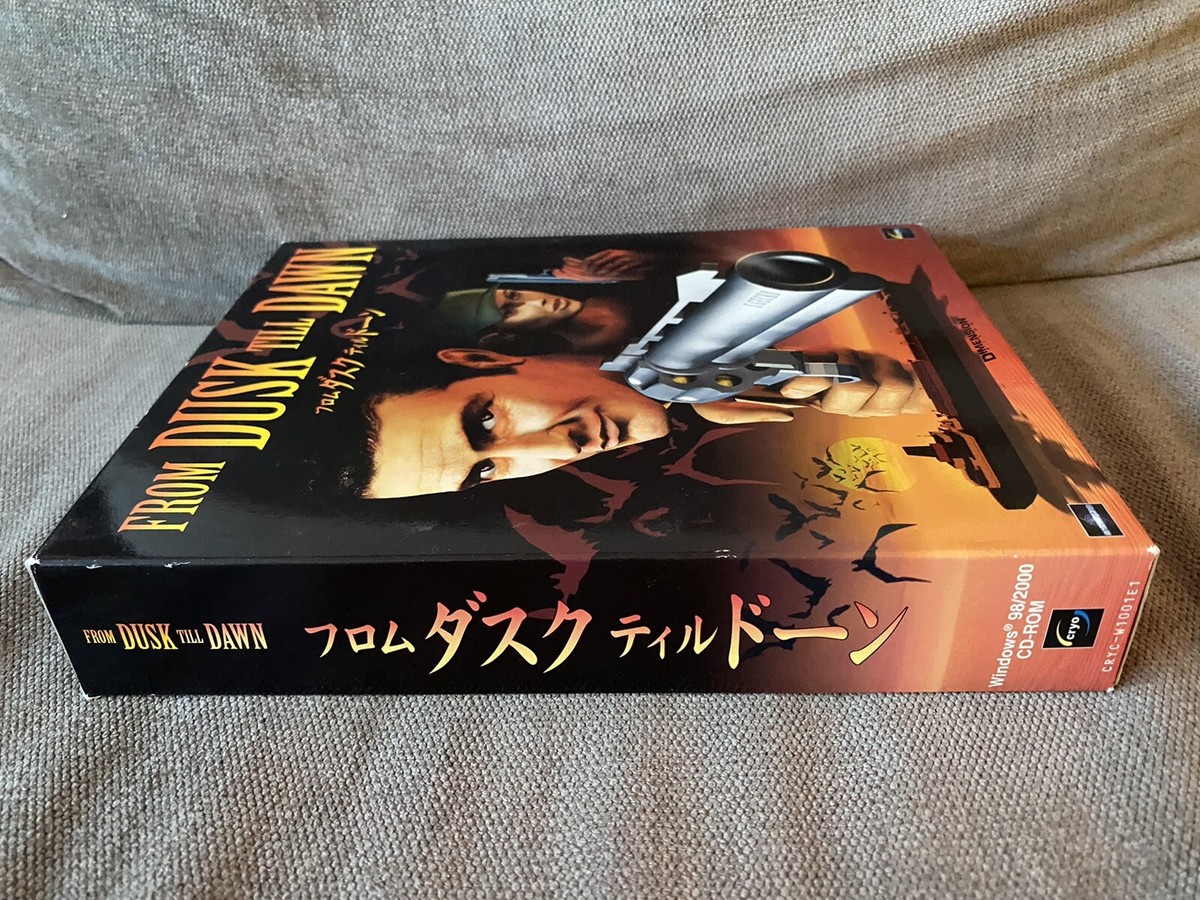 FROM DUSK TILL DAWN
フロム ダスク ティル ドーン
DIMENSION
FROM DUSK TILL DAWN
フロム ダスク ティル ドーン
Windows® 98/2000
CD-ROM
cryo
CRYC-W1001E1